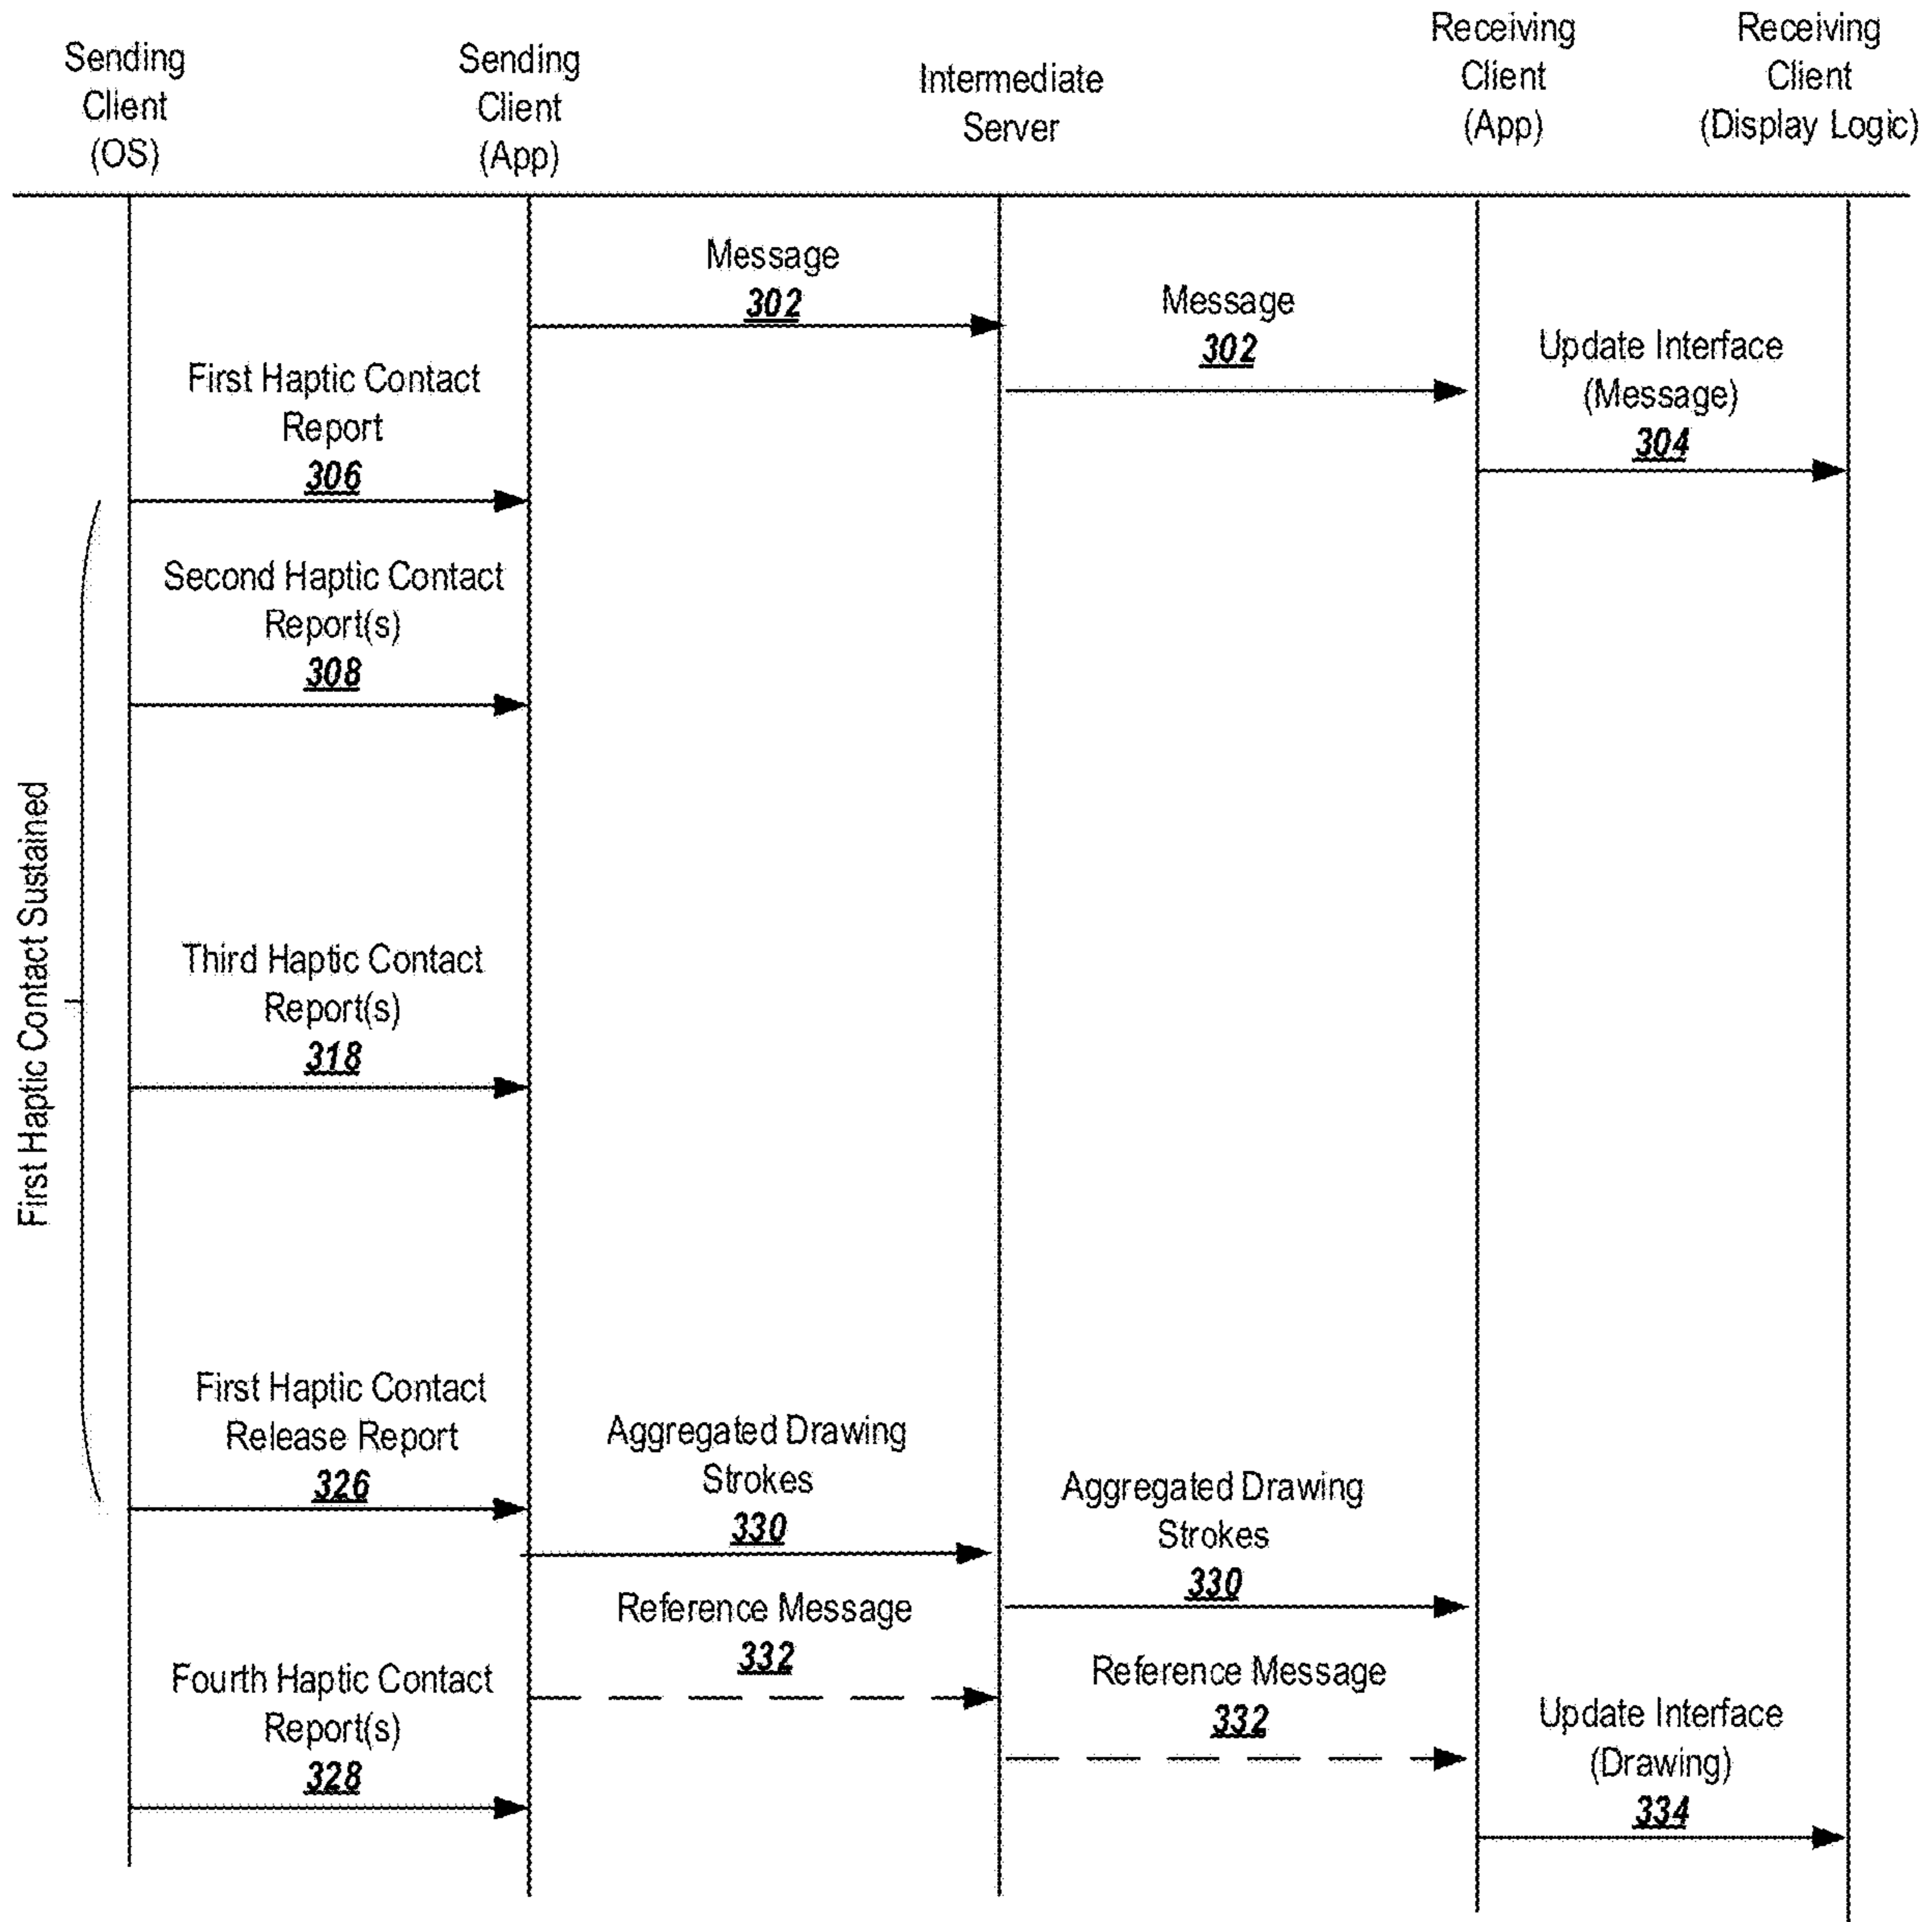 Sending
Client
(OS)
Sending
Client
(App)
Intermediate
Server
Receiving
Client
(App)
Receiving
Client
(Display Logic)
Message
302
Message
302
Update Interface
(Message)
304
First Haptic Contact
Report
306
Second Haptic Contact
Report(s)
308
First Haptic Contact Sustained
Third Haptic Contact
Report(s)
318
First Haptic Contact
Release Report
326
Aggregated Drawing
Strokes
330
Aggregated Drawing
Strokes
330
Reference Message
332
Reference Message
332
Fourth Haptic Contact
Report(s)
328
Update Interface
(Drawing)
334